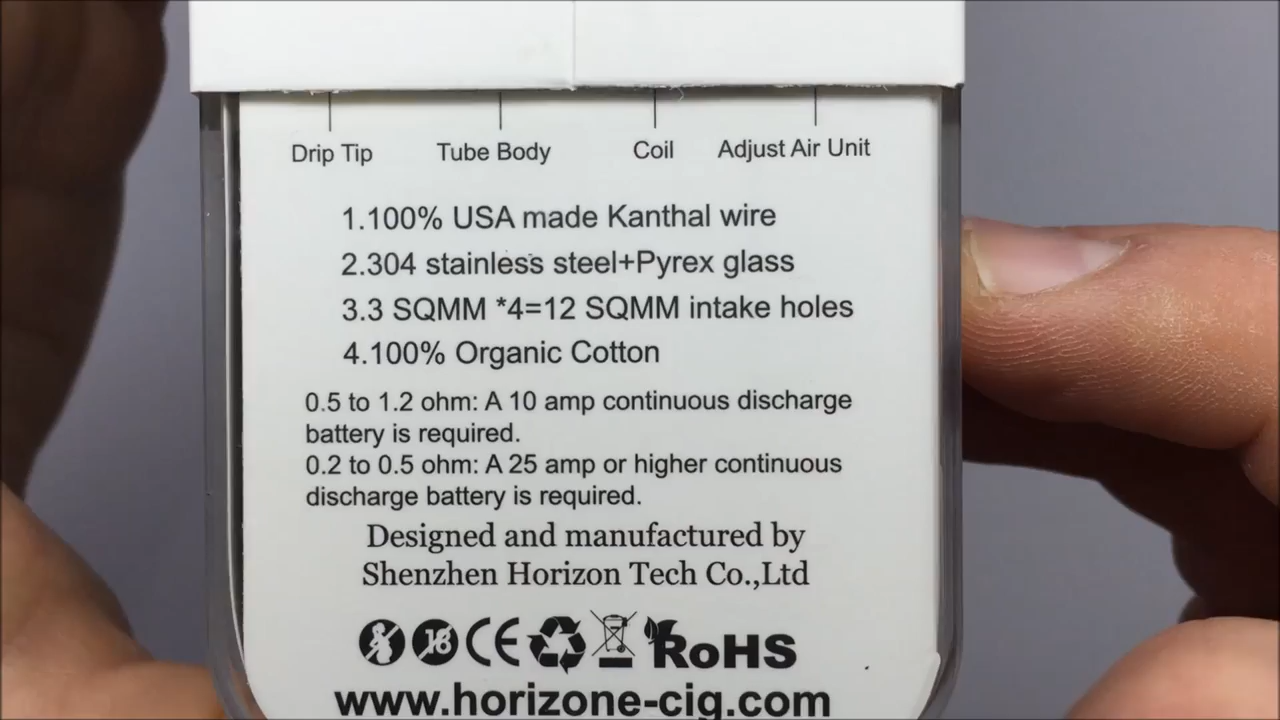 Drip Tip Tube Body Coil Adjust Air Unit
1.100% USA made Kanthal wire
2.304 stainless steel+Pyrex glass
3.3 SQMM *4=12 SQMM intake holes
4.100% Organic Cotton
0.5 to 1.2 ohm: A 10 amp continuous discharge
battery is required.
0.2 to 0.5 ohm: A 25 amp or higher continuous
discharge battery is required.
Designed and manufactured by
Shenzhen Horizon Tech Co.,Ltd
18 CE RoHS
www.horizone-cig.com